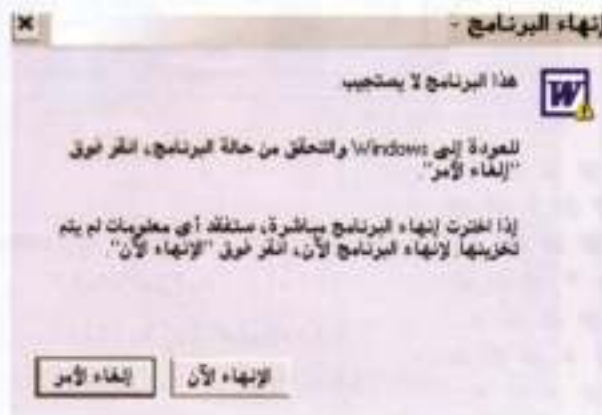 إنهاء البرنامج -
هذا البرنامج لا يستجيب.
للعودة إلى Windows والتحقق من حالة البرنامج، انقر فوق
"إلغاء الأمر".
إذا اخترت إنهاء البرنامج مباشرة، ستفقد أي معلومات لم يتم
تخزينها. لإنهاء البرنامج الآن، انقر فوق "الإنهاء الآن".
الإنهاء الآن
إلغاء الأمر